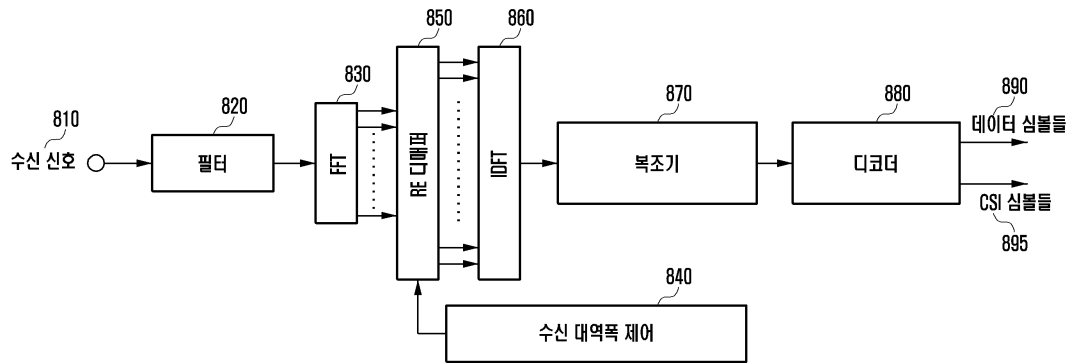 810
수신 신호
820
필터
830
FFT
850
RE 디매핑
860
IDFT
870
복조기
880
디코더
890
데이터 심볼들
CSI 심볼들
895
840
수신 대역폭 제어